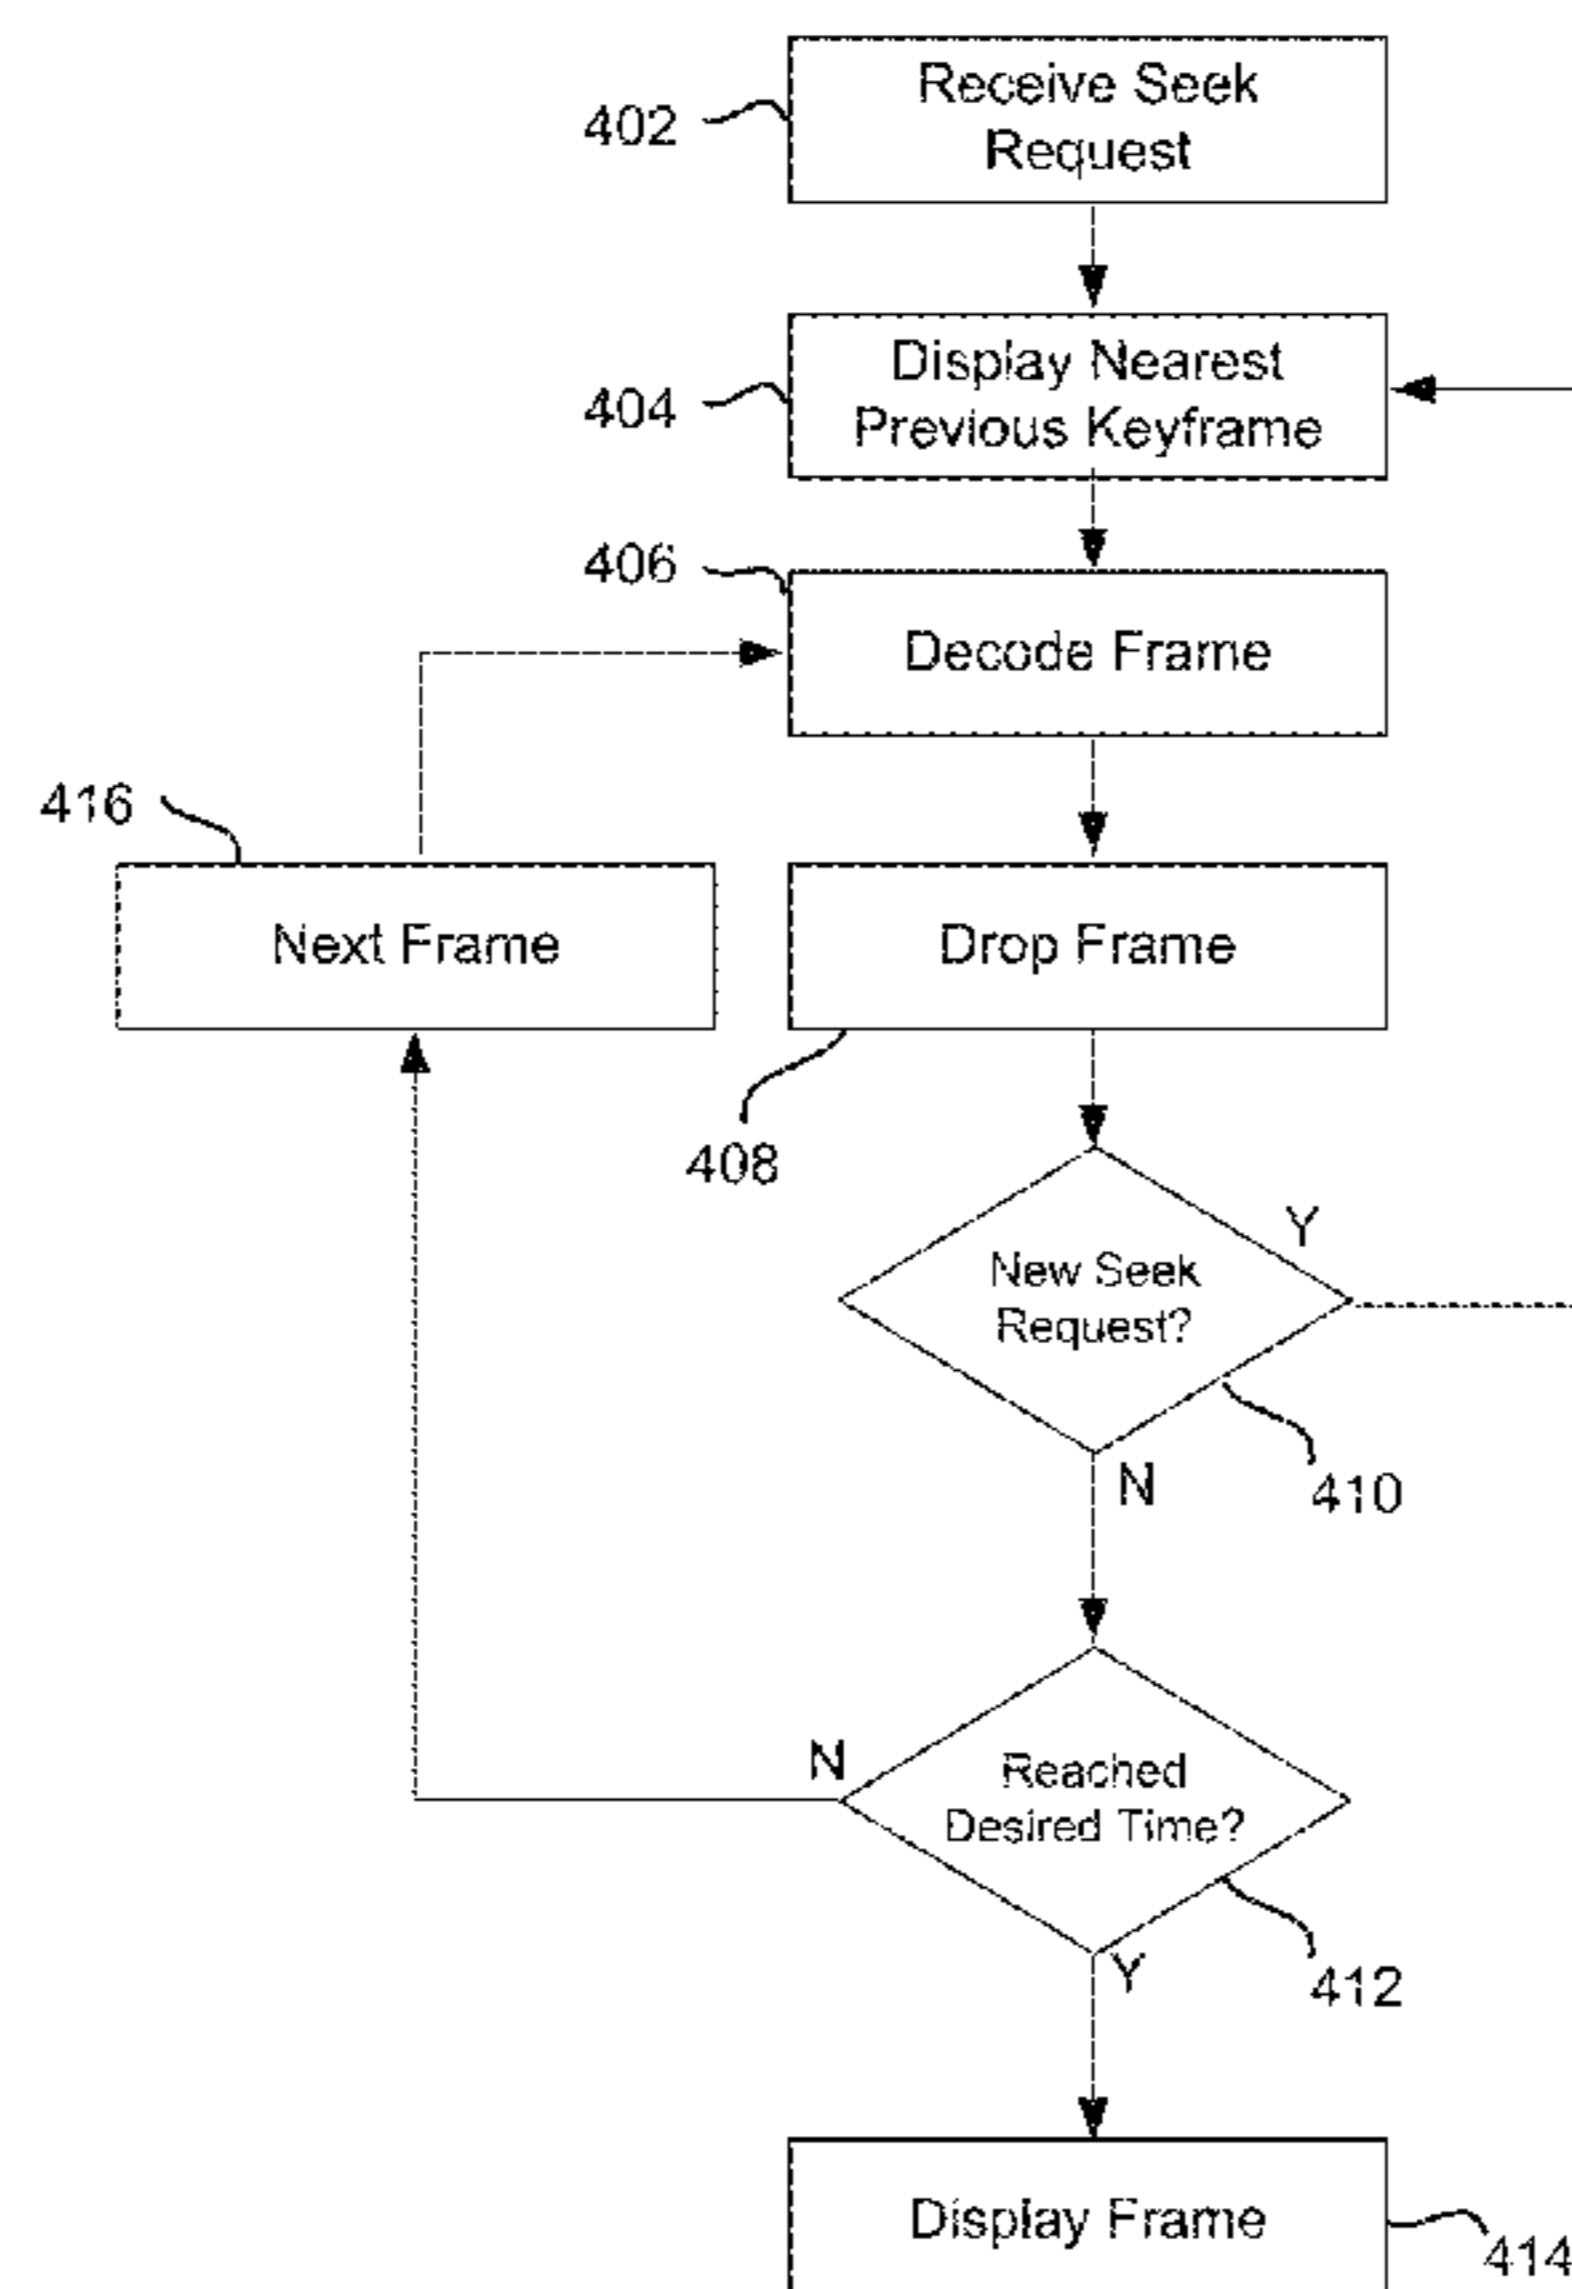 402
Receive Seek
Request
404
Display Nearest
Previous Keyframe
406
Decode Frame
416
Next Frame
Drop Frame
408
New Seek
Request?
Y
N
410
Reached
Desired Time?
N
Y
412
Display Frame
414